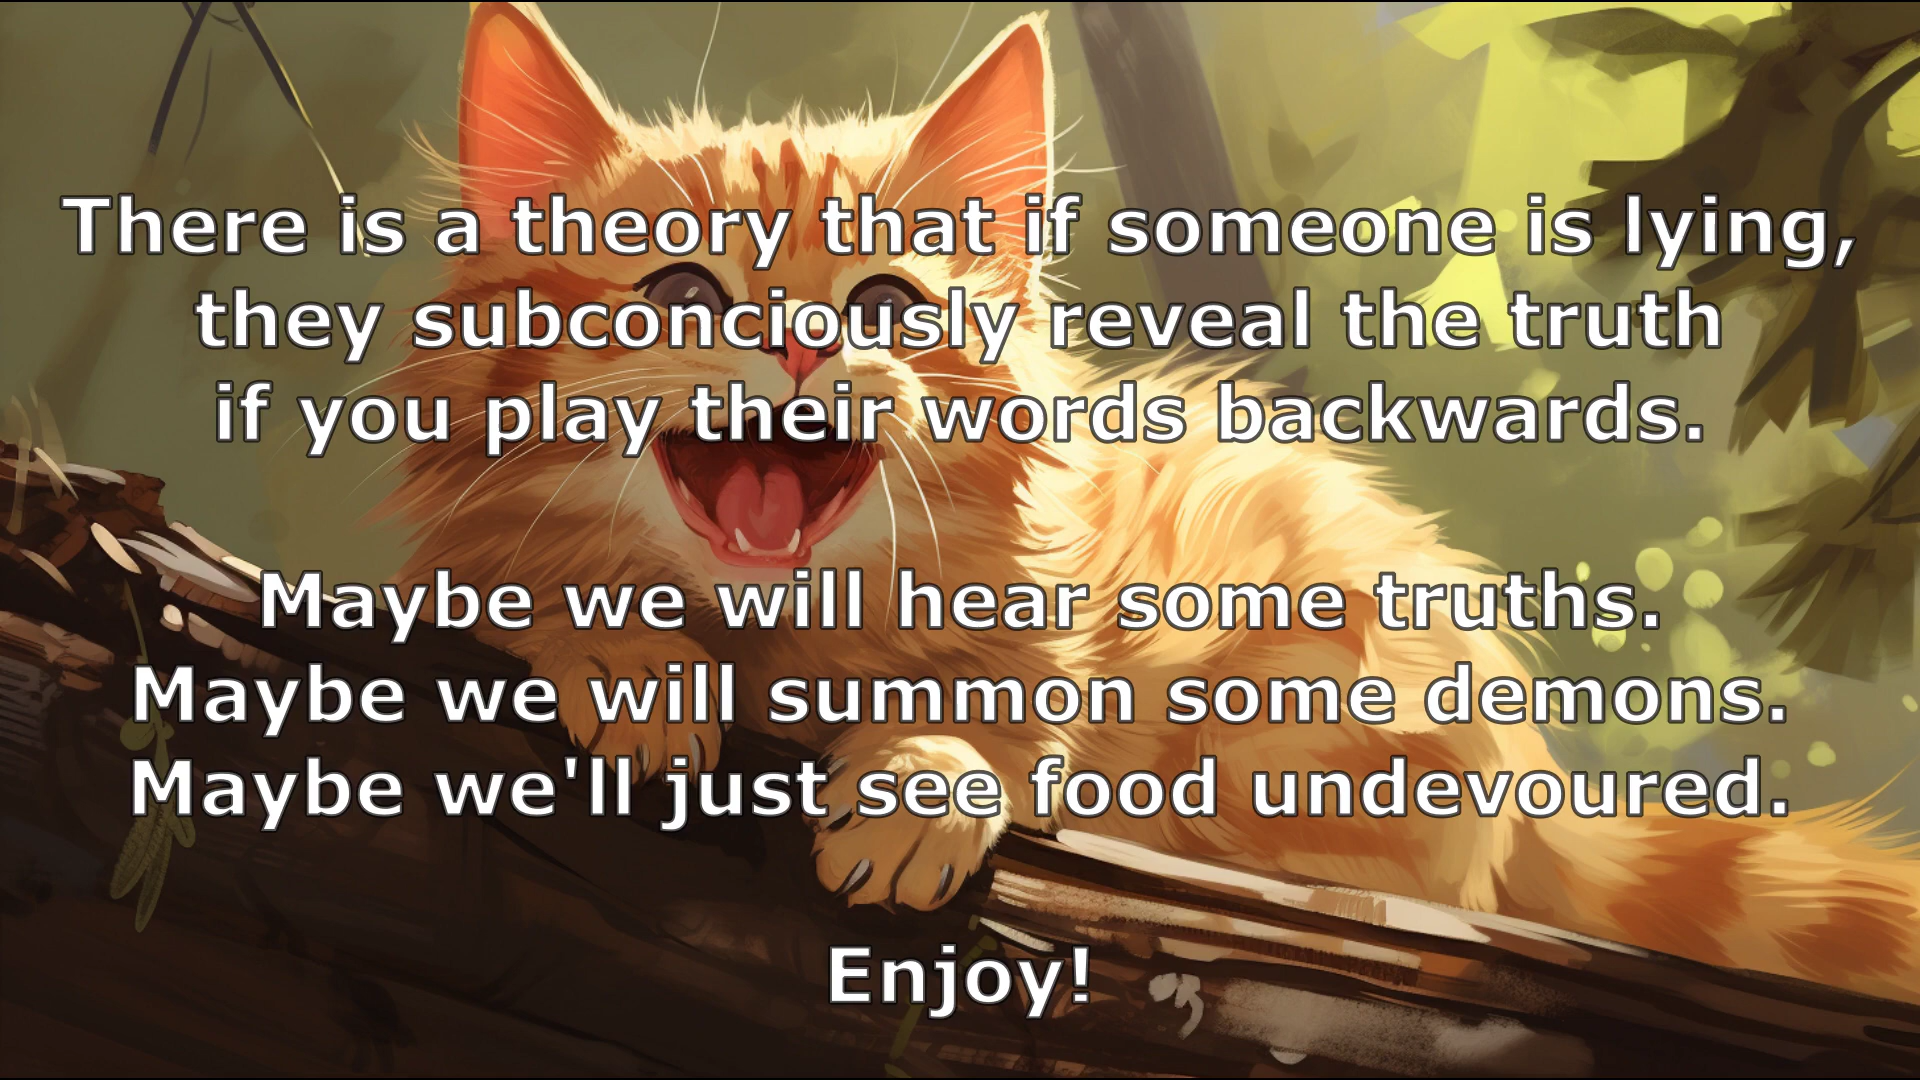 There is a theory that if someone is lying,
they subconciously reveal the truth
if you play their words backwards.
Maybe we will hear some truths.
Maybe we will summon some demons.
Maybe we'll just see food undevoured.
Enjoy!